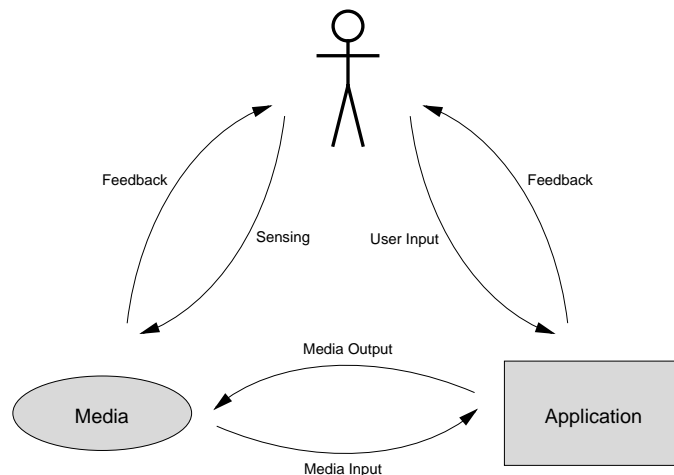 Feedback
Feedback
Sensing
User Input
Media Output
Media
Application
Media Input